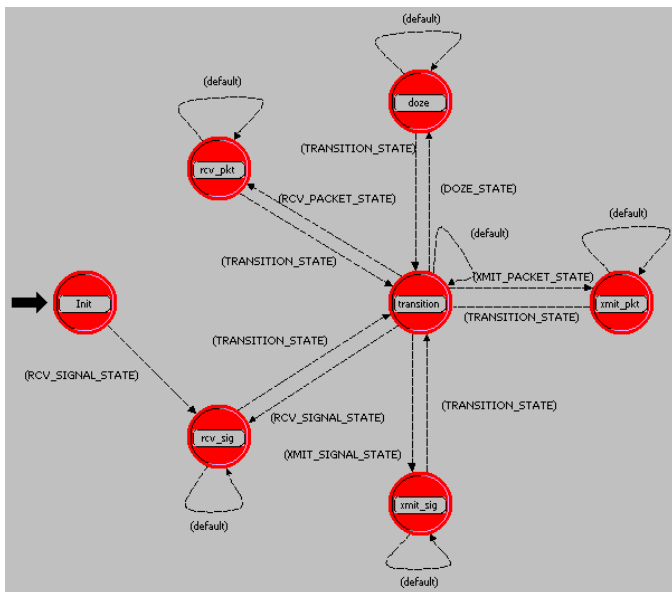 (default)
(default)
doze
(TRANSITION_STATE)
rcv_pkt
(DOZE_STATE)
(RCV_PACKET_STATE)
(default)
(default)
(TRANSITION_STATE)
(XMIT_PACKET_STATE)
Init
transition
xmit_pkt
(TRANSITION_STATE)
(TRANSITION_STATE)
(RCV_SIGNAL_STATE)
(TRANSITION_STATE)
(RCV_SIGNAL_STATE)
rcv_sig
(XMIT_SIGNAL_STATE)
xmit_sig
(default)
(default)